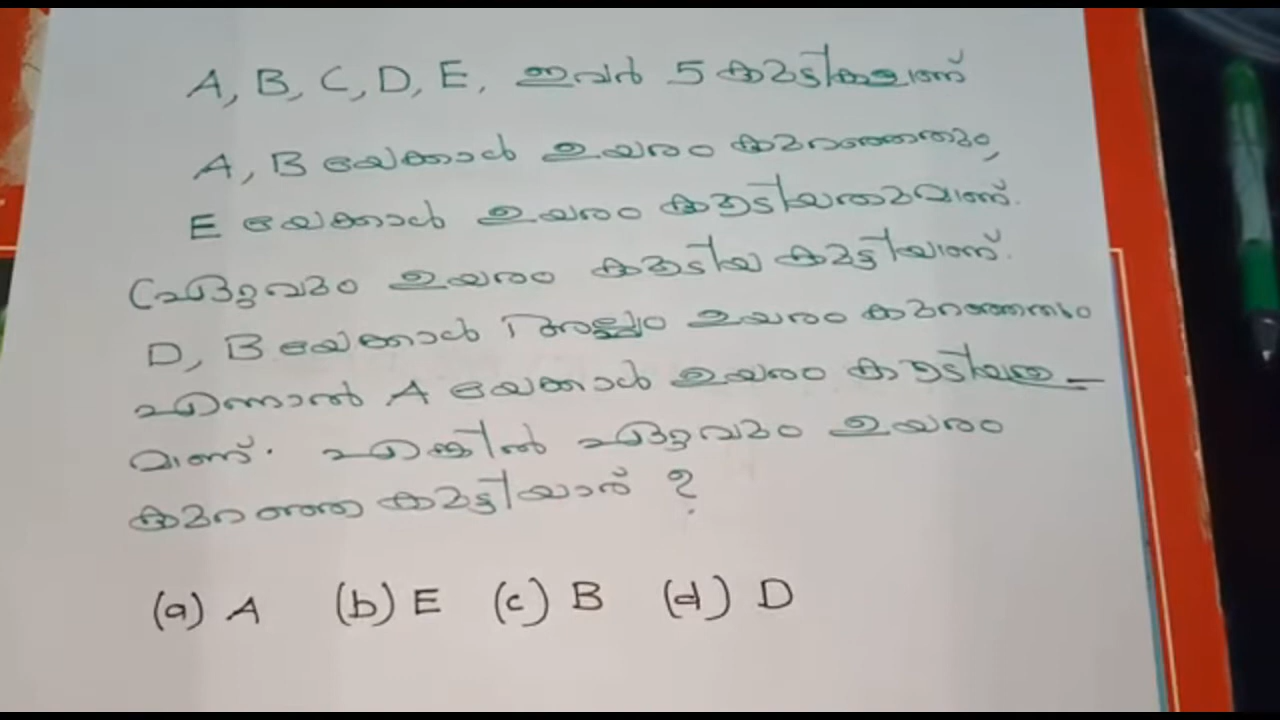 A, B, C, D, E, ഇവർ 5 കുട്ടികളാണ്
A, B യേക്കാൾ ഉയരം കുറഞ്ഞതും,
E യേക്കാൾ ഉയരം കൂടിയതുമാണ്.
C ഏറ്റവും ഉയരം കൂടിയ കുട്ടിയാണ്.
D, B യേക്കാൾ അല്പം ഉയരം കുറഞ്ഞതും
എന്നാൽ A യേക്കാൾ ഉയരം കൂടിയതു
മാണ്. എങ്കിൽ ഏറ്റവും ഉയരം
കുറഞ്ഞ കുട്ടിയാര് ?
(a) A (b) E (c) B (d) D